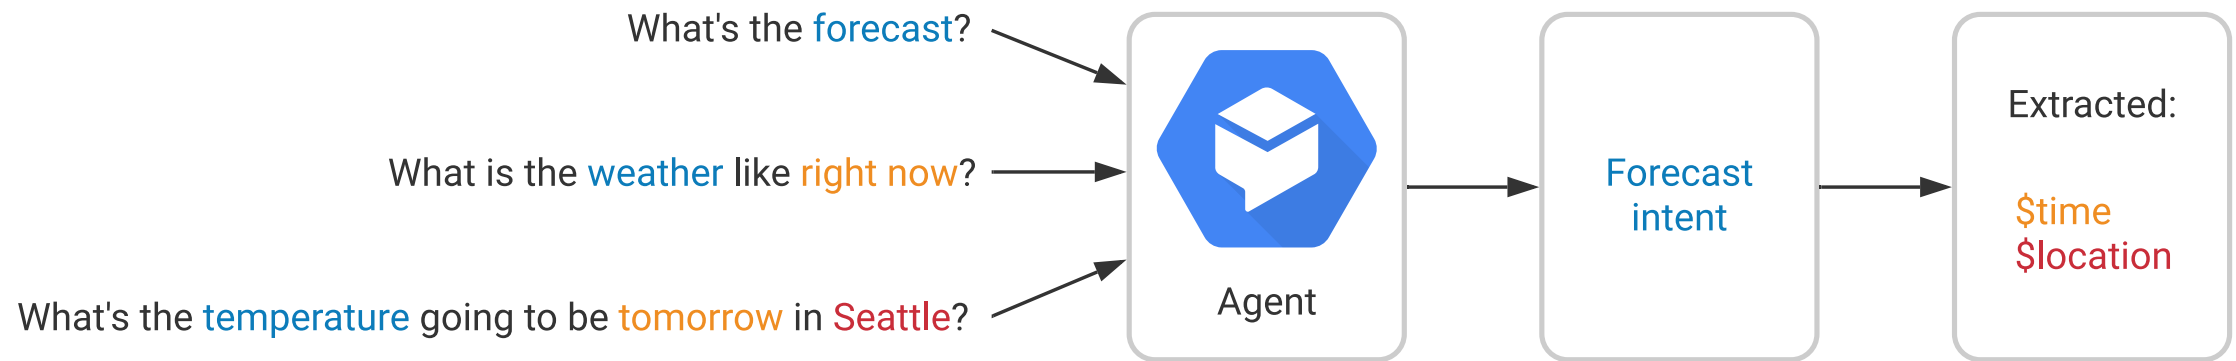 What's the forecast?
What is the weather like right now?
What's the temperature going to be tomorrow in Seattle?
Agent
Forecast
intent
Extracted:
$time
$location